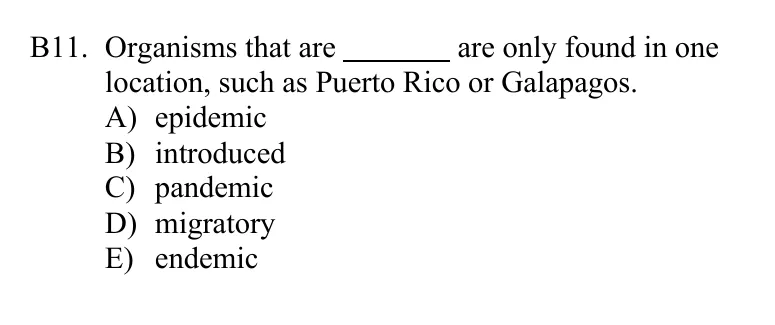 B11. Organisms that are _______ are only found in one
location, such as Puerto Rico or Galapagos.
A) epidemic
B) introduced
C) pandemic
D) migratory
E) endemic